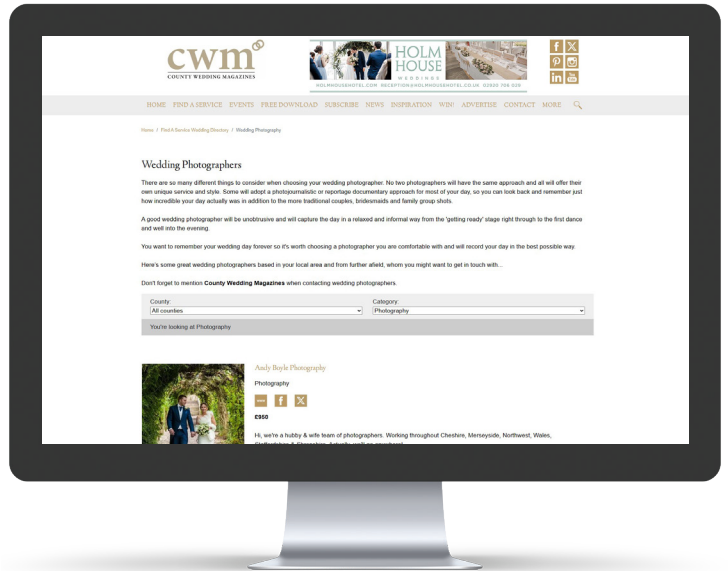 cwm
COUNTY WEDDING MAGAZINES
HOLM
HOUSE
WEDDINGS
HOLMHOUSEHOTEL.COM RECEPTION@HOLMHOUSEHOTEL.CO.UK
HOME FIND A SERVICE EVENTS FREE DOWNLOAD SUBSCRIBE NEWS INSPIRATION WIN! ADVERTISE CONTACT MORE
Home / Find A Service Wedding Directory / Wedding Photography
Wedding Photographers
There are so many different things to consider when choosing your wedding photographer. No two photographers will have the same approach and all will offer their
own unique service and style. Some will adopt a photojournalistic or reportage documentary approach for most of your day, so you can look back and remember just
how incredible your day actually was in addition to the more traditional couples, bridesmaids and family group shots.
A good wedding photographer will be unobtrusive and will capture the day in a relaxed and informal way from the 'getting ready' stage right through to the first dance
and well into the evening.
You want to remember your wedding day forever so it's worth choosing a photographer you are comfortable with and will record your day in the best possible way.
Here's some great wedding photographers based in your local area and from further afield, whom you might want to get in touch with...
Don't forget to mention County Wedding Magazines when contacting wedding photographers.
County: Category:
All counties Photography
You're looking at Photography
Andy Boyle Photography
Photography
£950
Hi, we're a hubby & wife team of photographers. Working throughout Cheshire, Merseyside, Northwest, Wales,